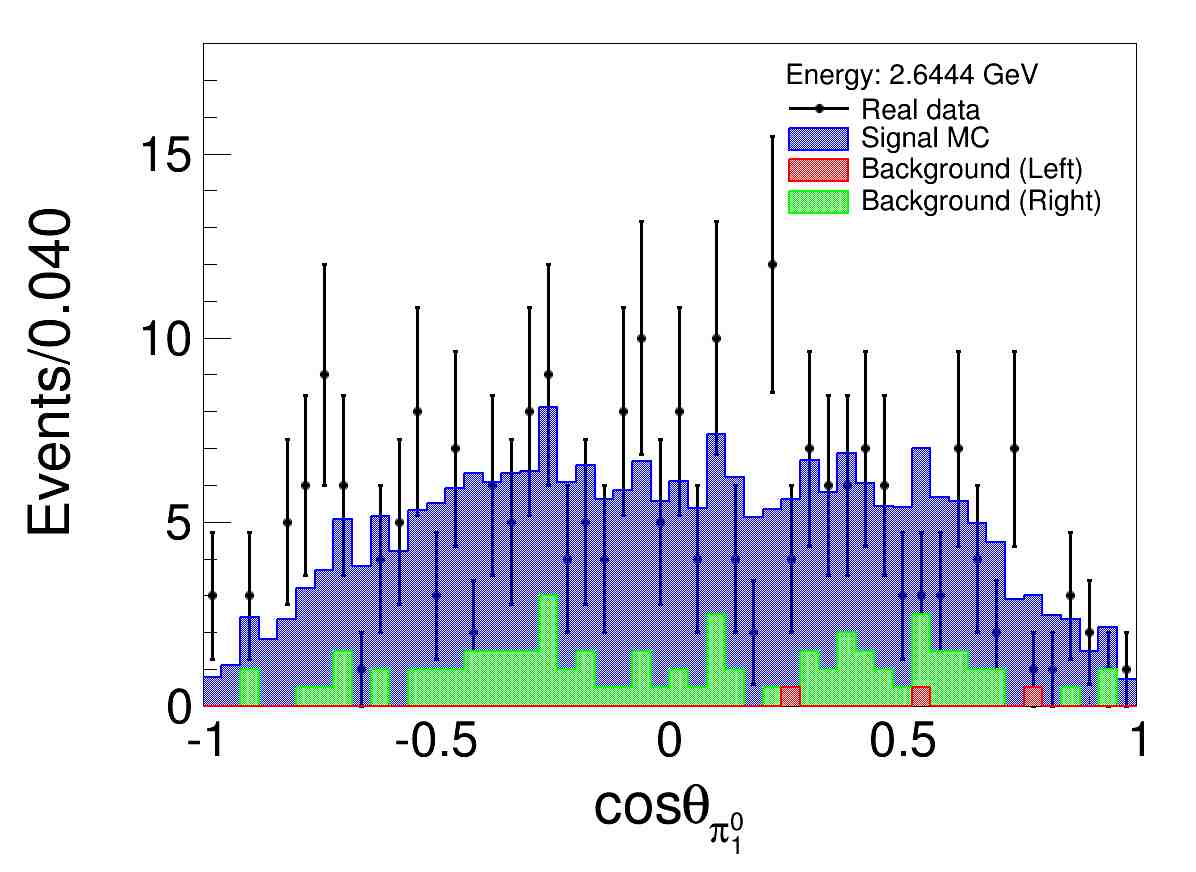 Energy: 2.6444 GeV
Real data
Signal MC
Background (Left)
Background (Right)
Events/0.040
15
10
5
0
-1
-0.5
0
0.5
1
cosθπ⁰₁